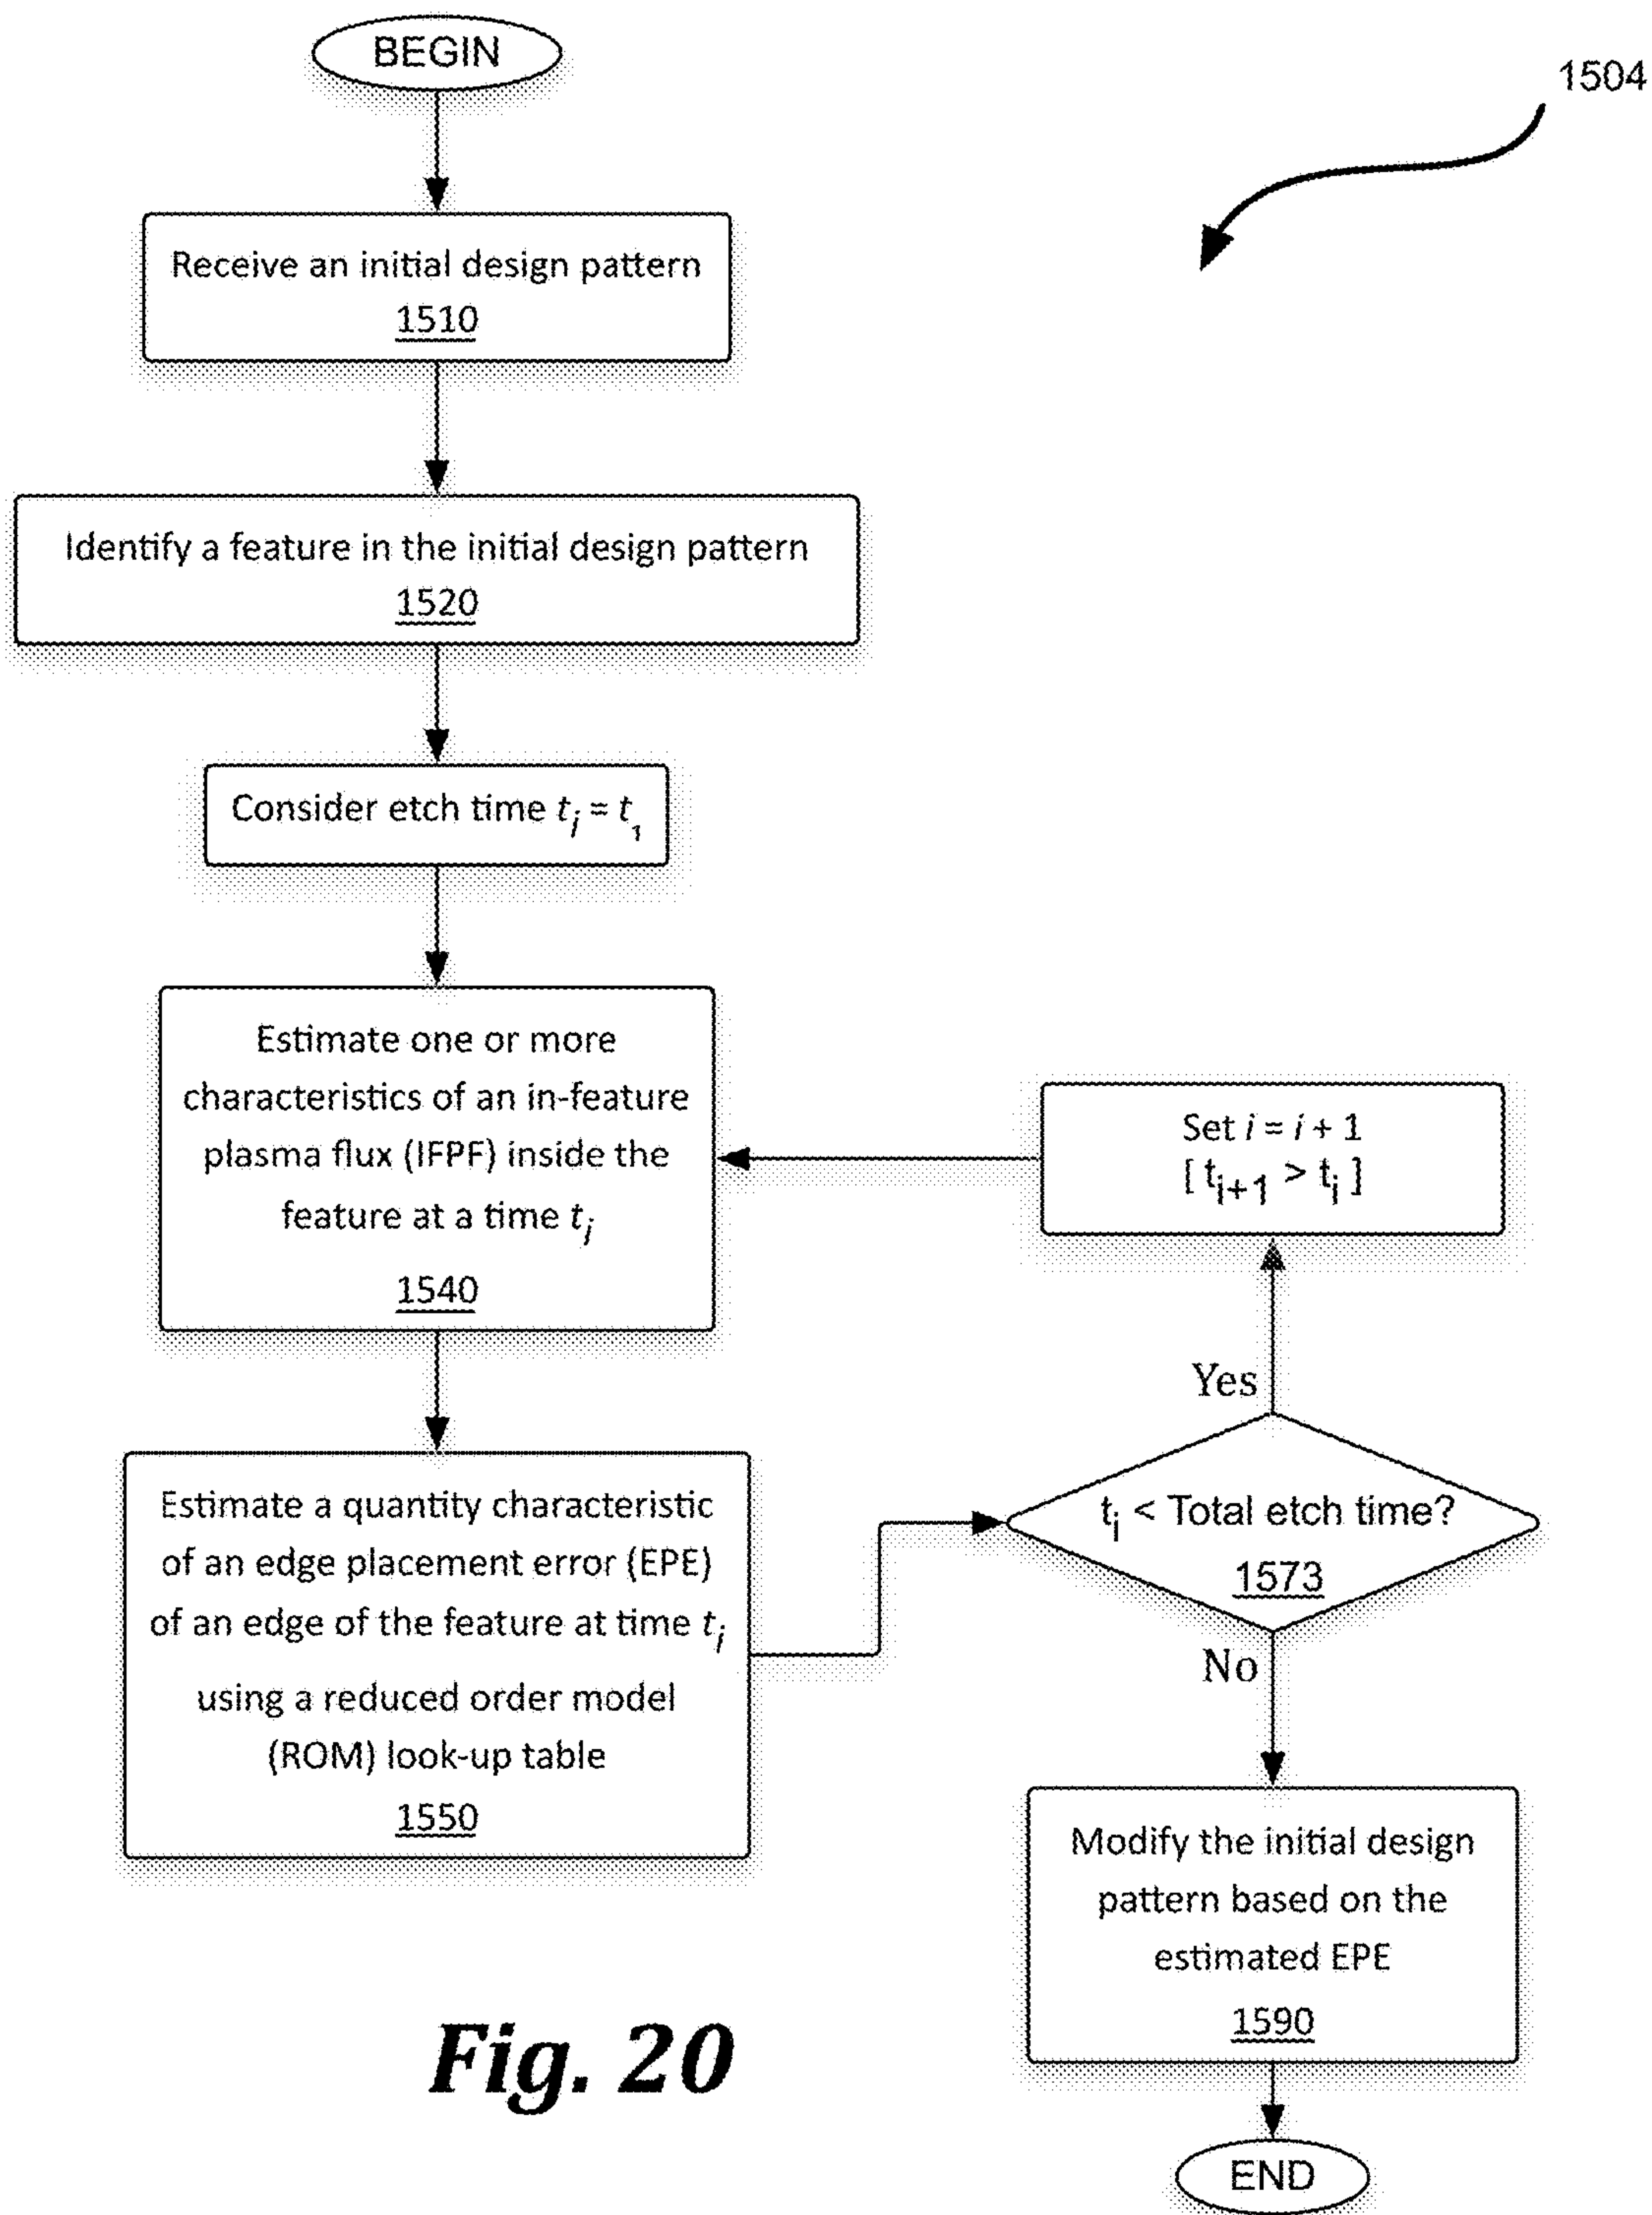 BEGIN
1504
Receive an initial design pattern
1510
Identify a feature in the initial design pattern
1520
Consider etch time tᵢ = t₁
Estimate one or more
characteristics of an in-feature
plasma flux (IFPF) inside the
feature at a time tᵢ
1540
Set i = i + 1
[ tᵢ₊₁ > tᵢ ]
Yes
Estimate a quantity characteristic
of an edge placement error (EPE)
of an edge of the feature at time tᵢ
using a reduced order model
(ROM) look-up table
1550
tᵢ < Total etch time?
1573
No
Modify the initial design
pattern based on the
estimated EPE
1590
Fig. 20
END